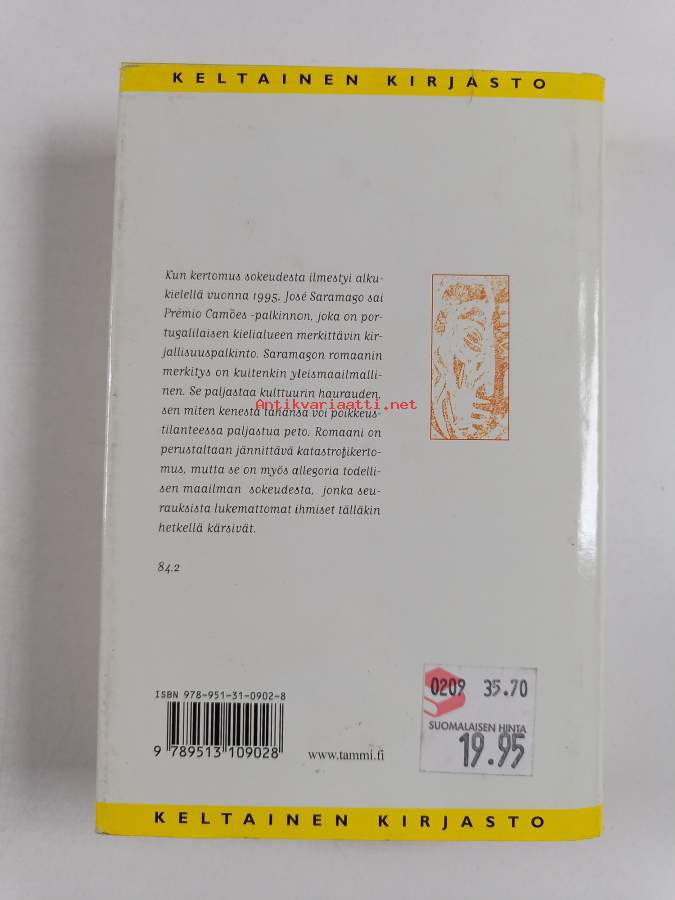 KELTAINEN KIRJASTO
Kun kertomus sokeudesta ilmestyi alku-
kielellä vuonna 1995, José Saramago sai
Prémio Camões -palkinnon, joka on por-
tugalilaisen kielialueen merkittävin kir-
jallisuuspalkinto. Saramagon romaanin
merkitys on kuitenkin yleismaailmalli-
nen. Se paljastaa kulttuurin haurauden,
Antikvariaatti.net
sen miten kenestä tahansa voi poikkeus-
tilanteessa paljastua peto. Romaani on
perustaltaan jännittävä katastrofikerto-
mus, mutta se on myös allegoria todelli-
sen maailman sokeudesta, jonka seu-
rauksista lukemattomat ihmiset tälläkin
hetkellä kärsivät.
84.2
ISBN 978-951-31-0902-8
9 789513 109028
www.tammi.fi
0209 35.70
SUOMALAISEN HINTA
19.95
KELTAINEN KIRJASTO